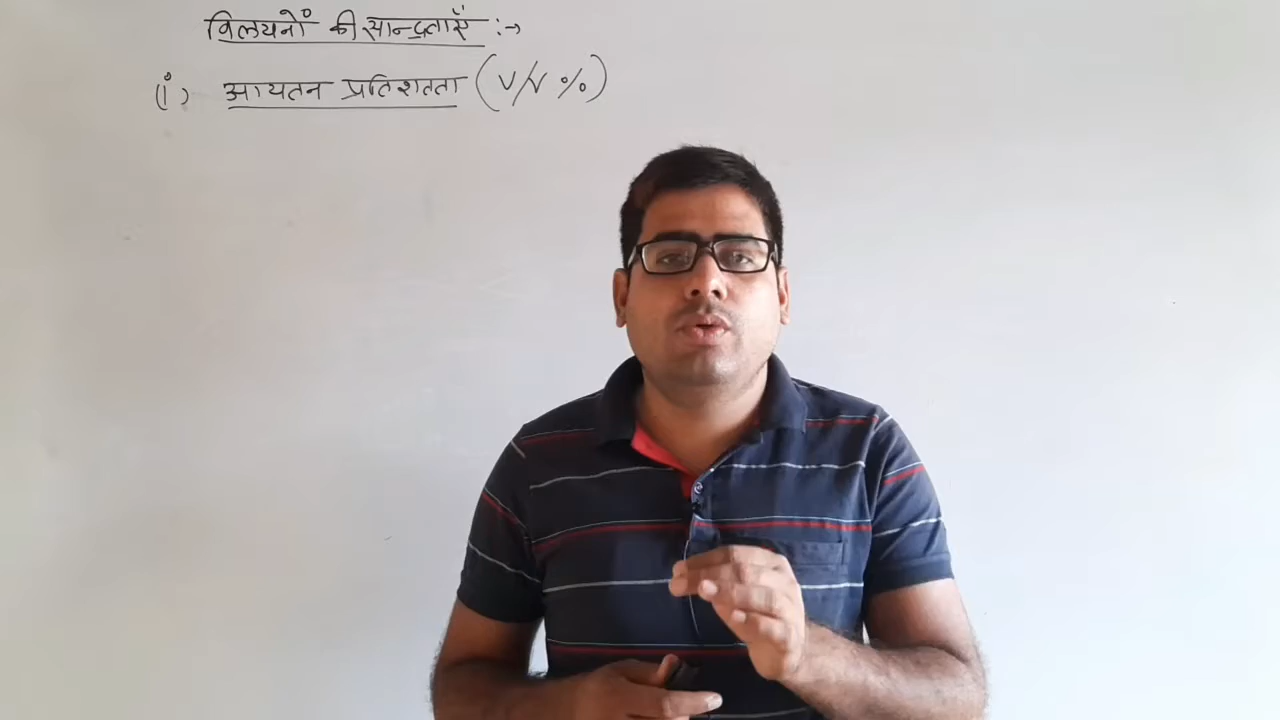 विलयनों की सान्द्रताएँ :→
(i) आयतन प्रतिशतता (V/V %)